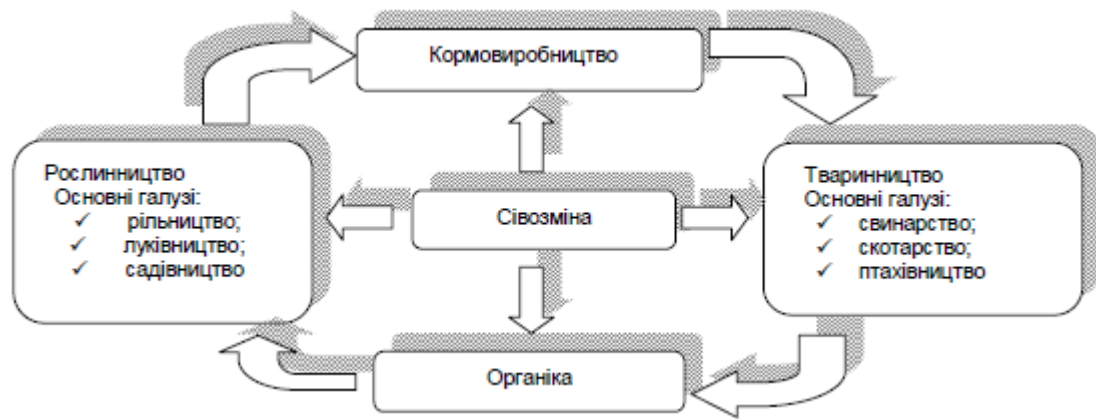 Кормовиробництво
Рослинництво
Основні галузі:
✓ рільництво;
✓ луківництво;
✓ садівництво
Сівозміна
Тваринництво
Основні галузі:
✓ свинарство;
✓ скотарство;
✓ птахівництво
Органіка